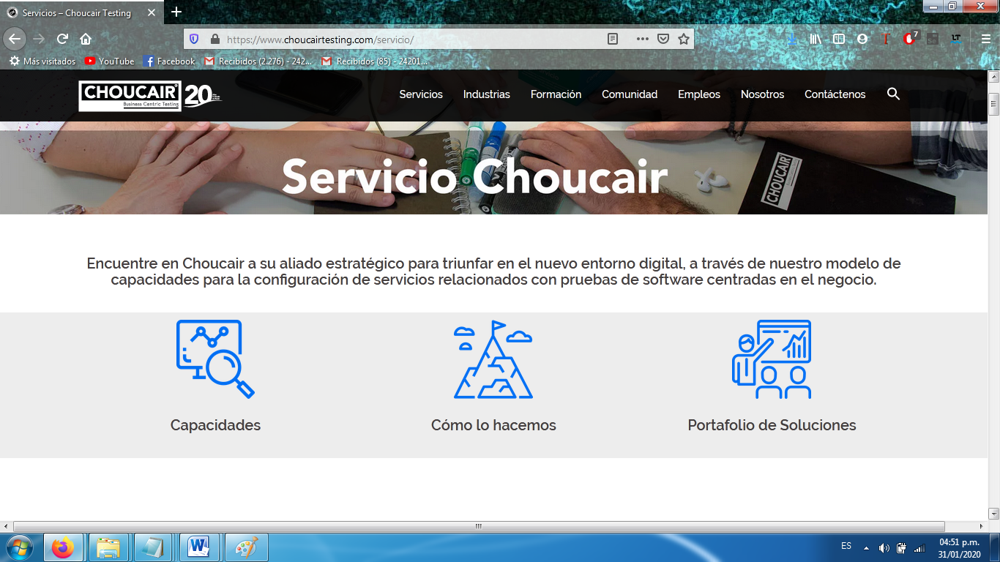 Servicios – Choucair Testing
https://www.choucairtesting.com/servicio/
7
LT
Más visitados YouTube Facebook Recibidos (2.276) - 242... Recibidos (85) - 24201...
CHOUCAIR 20
Business Centric Testing
Servicios Industrias Formación Comunidad Empleos Nosotros Contáctenos
Servicio Choucair
CHOUCAIR
Encuentre en Choucair a su aliado estratégico para triunfar en el nuevo entorno digital, a través de nuestro modelo de
capacidades para la configuración de servicios relacionados con pruebas de software centradas en el negocio.
Capacidades Cómo lo hacemos Portafolio de Soluciones
ES
04:51 p.m.
31/01/2020